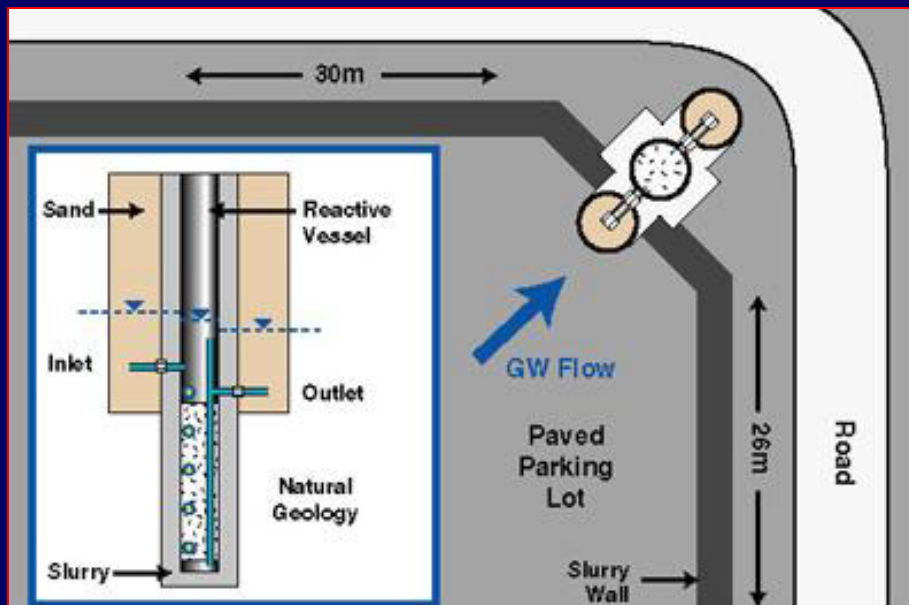 30m
Sand
Reactive
Vessel
Inlet
Outlet
GW Flow
Natural
Geology
Slurry
Paved
Parking
Lot
26m
Road
Slurry
Wall